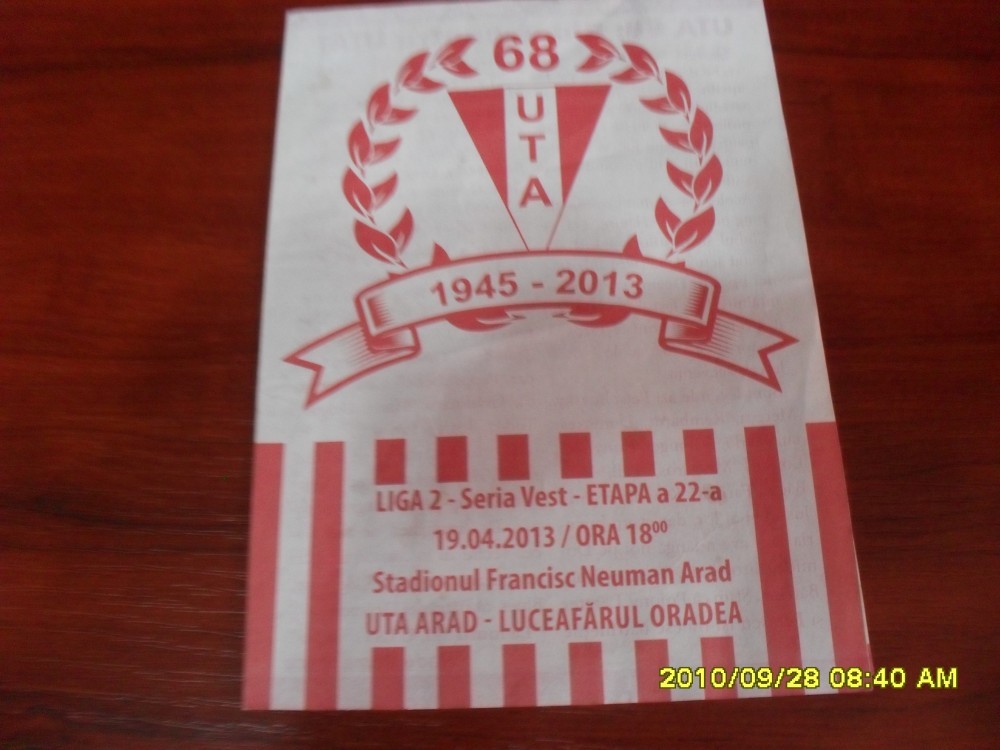 68
UTA
1945 - 2013
LIGA 2 - Seria Vest - ETAPA a 22-a
19.04.2013 / ORA 18⁰⁰
Stadionul Francisc Neuman Arad
UTA ARAD - LUCEAFĂRUL ORADEA
2010/09/28 08:40 AM